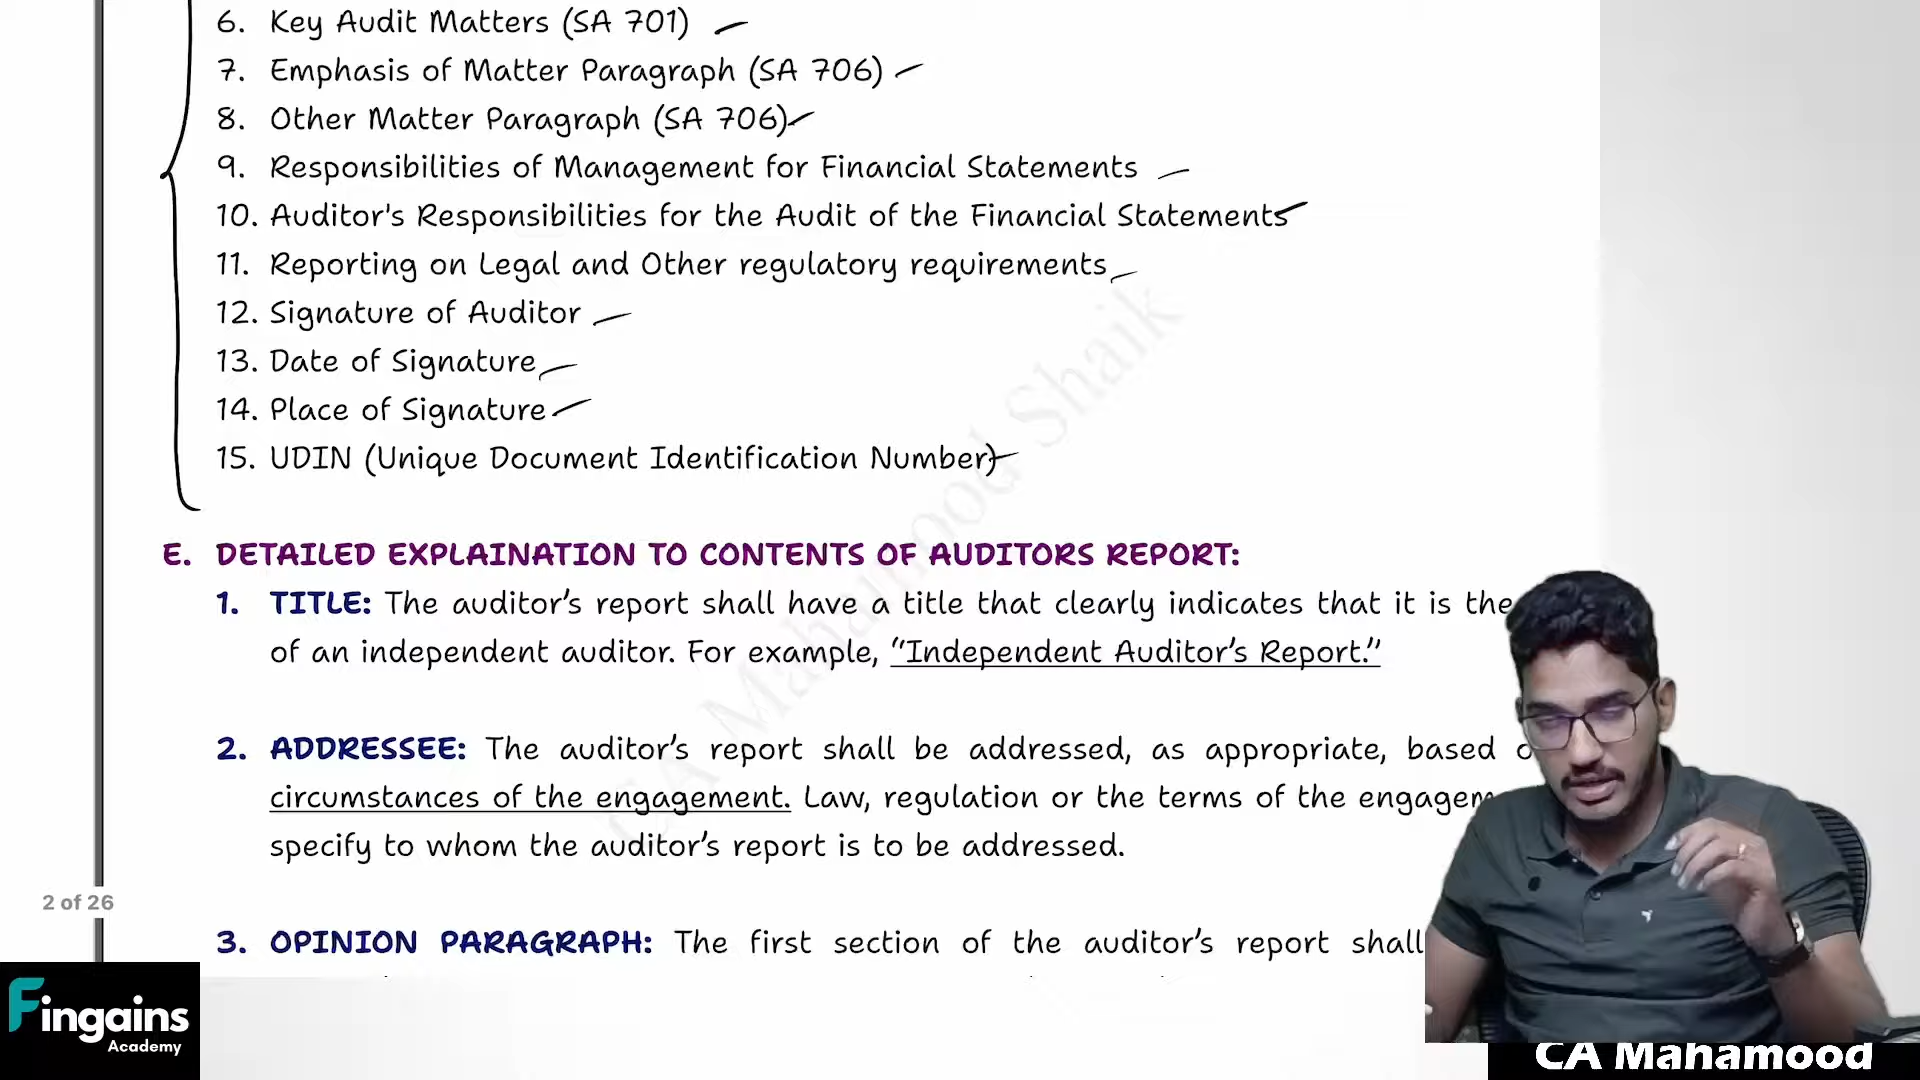 6. Key Audit Matters (SA 701)
7. Emphasis of Matter Paragraph (SA 706)
8. Other Matter Paragraph (SA 706)
9. Responsibilities of Management for Financial Statements
10. Auditor's Responsibilities for the Audit of the Financial Statements
11. Reporting on Legal and Other regulatory requirements
12. Signature of Auditor
13. Date of Signature
14. Place of Signature
15. UDIN (Unique Document Identification Number)
E. DETAILED EXPLAINATION TO CONTENTS OF AUDITORS REPORT:
1. TITLE: The auditor’s report shall have a title that clearly indicates that it is the
of an independent auditor. For example, “Independent Auditor’s Report.”
2. ADDRESSEE: The auditor’s report shall be addressed, as appropriate, based
circumstances of the engagement. Law, regulation or the terms of the
specify to whom the auditor’s report is to be addressed.
3. OPINION PARAGRAPH: The first section of the auditor’s report shall
2 of 26
CA Mahamood Shaik
Fingains
Academy
CA Mahamood